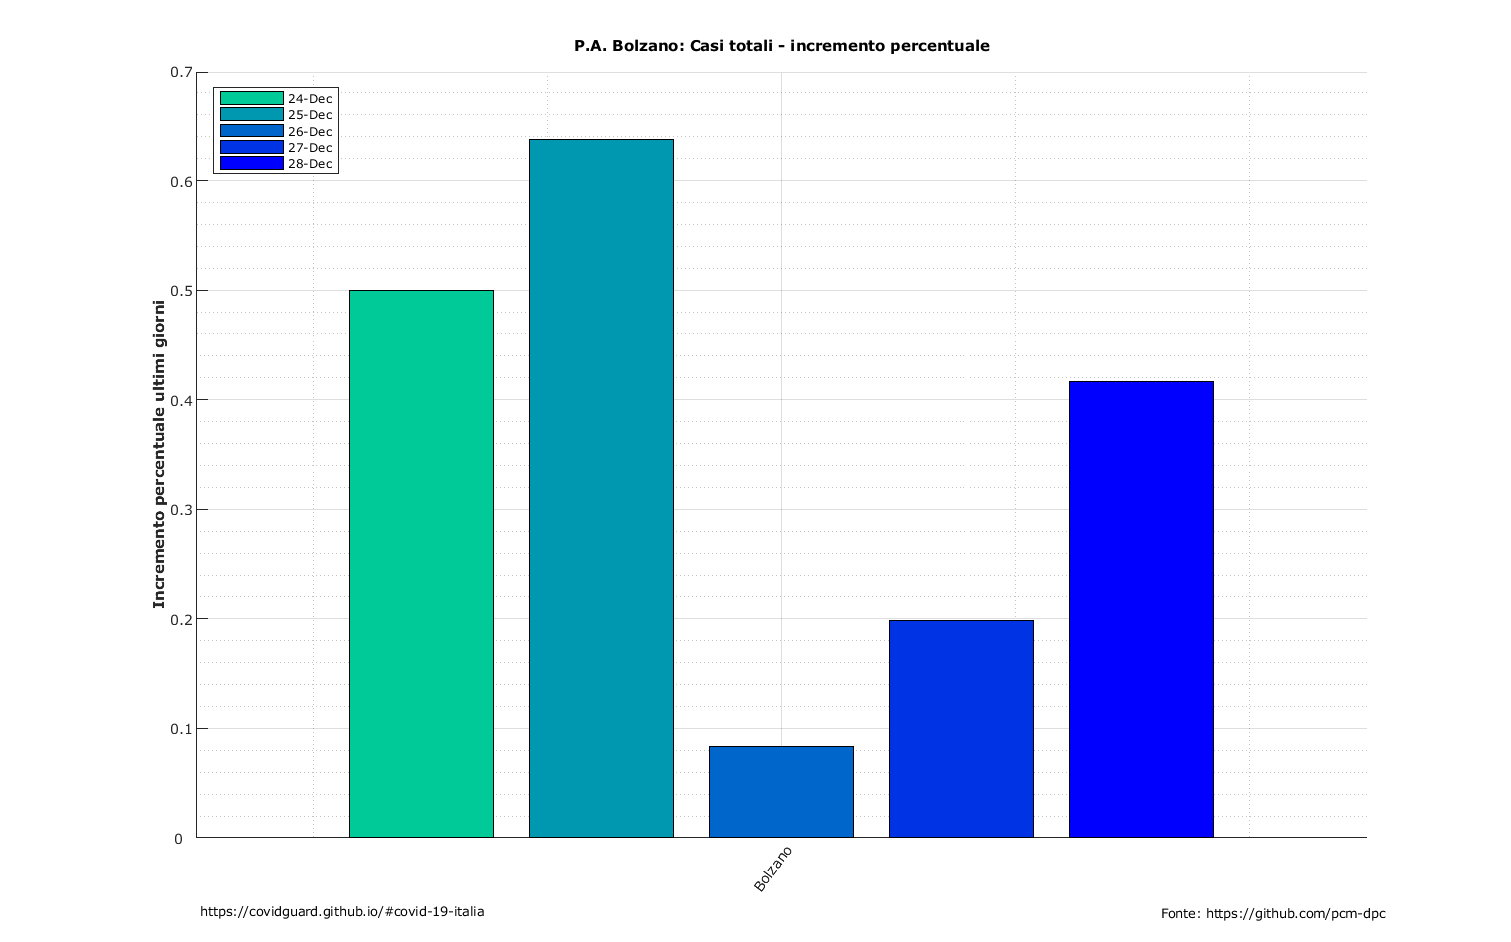 P.A. Bolzano: Casi totali - incremento percentuale
0.7
24-Dec
25-Dec
26-Dec
27-Dec
28-Dec
0.6
0.5
0.4
0.3
0.2
0.1
0
Incremento percentuale ultimi giorni
Bolzano
https://covidguard.github.io/#covid-19-italia
Fonte: https://github.com/pcm-dpc